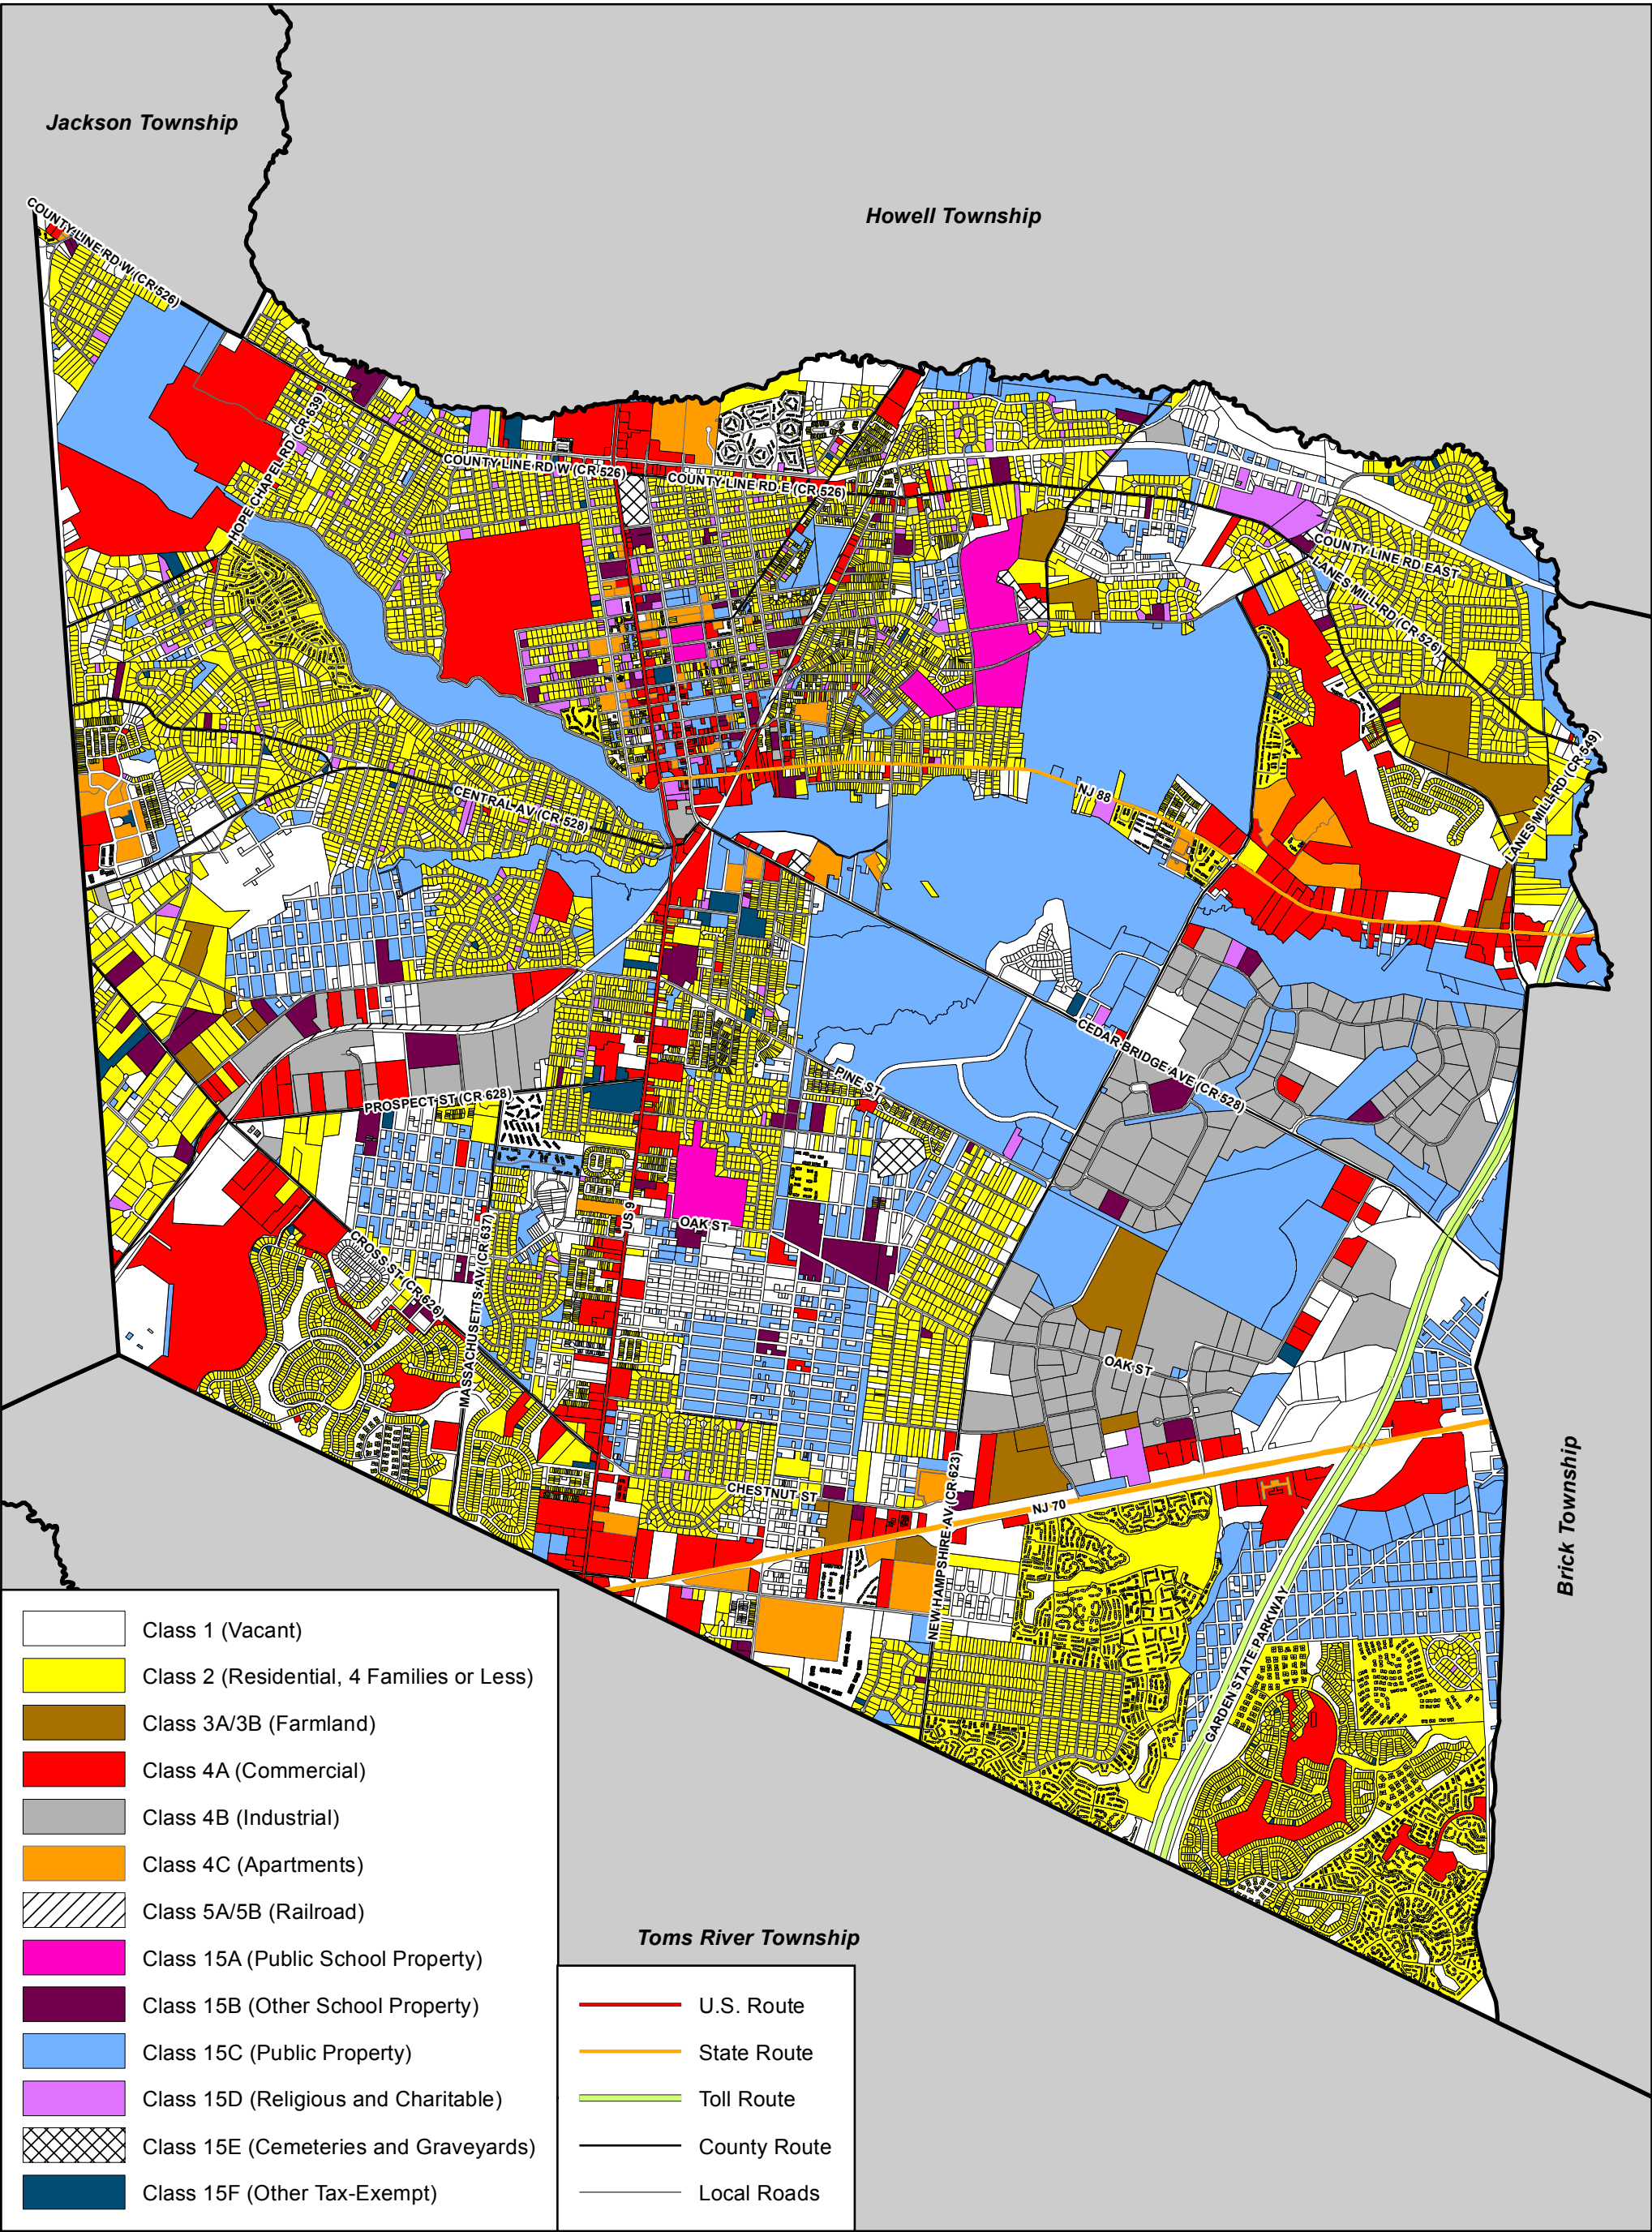 Jackson Township
Howell Township
COUNTY LINE RD W (CR 526)
HOPE CHAPEL RD (CR 639)
COUNTY LINE RD W (CR 526)
COUNTY LINE RD E (CR 526)
COUNTY LINE RD EAST
LANES MILL RD (CR 526)
LANES MILL RD (CR 549)
CENTRAL AV (CR 528)
NJ 88
CEDAR BRIDGE AVE (CR 528)
PINE ST
PROSPECT ST (CR 628)
US 9
OAK ST
CROSS ST (CR 626)
MASSACHUSETTS AV (CR 637)
OAK ST
CHESTNUT ST
NEW HAMPSHIRE AV (CR 623)
NJ 70
GARDEN STATE PARKWAY
Brick Township
Toms River Township
Class 1 (Vacant)
Class 2 (Residential, 4 Families or Less)
Class 3A/3B (Farmland)
Class 4A (Commercial)
Class 4B (Industrial)
Class 4C (Apartments)
Class 5A/5B (Railroad)
Class 15A (Public School Property)
Class 15B (Other School Property)
Class 15C (Public Property)
Class 15D (Religious and Charitable)
Class 15E (Cemeteries and Graveyards)
Class 15F (Other Tax-Exempt)
U.S. Route
State Route
Toll Route
County Route
Local Roads